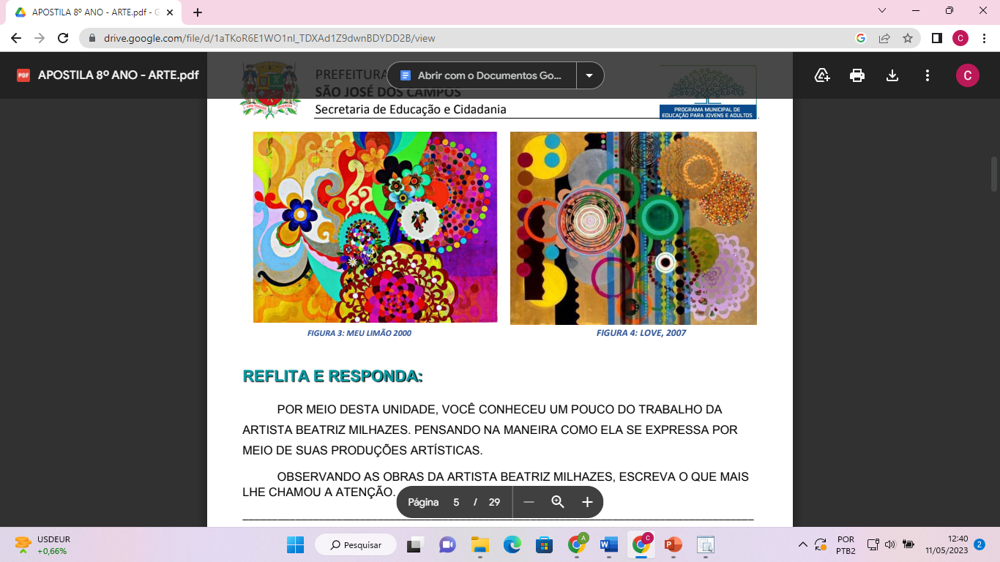 APOSTILA 8º ANO - ARTE.pdf - G
drive.google.com/file/d/1aTKoR6E1WO1nl_TDXAd1Z9dwnBDYDD2B/view
C
APOSTILA 8º ANO - ARTE.pdf
Abrir com o Documentos Go...
C
PREFEITURA
SÃO JOSÉ DOS CAMPOS
Secretaria de Educação e Cidadania
PROGRAMA MUNICIPAL DE
EDUCAÇÃO PARA JOVENS E ADULTOS
FIGURA 3: MEU LIMÃO 2000
FIGURA 4: LOVE, 2007
REFLITA E RESPONDA:
POR MEIO DESTA UNIDADE, VOCÊ CONHECEU UM POUCO DO TRABALHO DA
ARTISTA BEATRIZ MILHAZES. PENSANDO NA MANEIRA COMO ELA SE EXPRESSA POR
MEIO DE SUAS PRODUÇÕES ARTÍSTICAS.
OBSERVANDO AS OBRAS DA ARTISTA BEATRIZ MILHAZES, ESCREVA O QUE MAIS
LHE CHAMOU A ATENÇÃO.
Página 5 / 29
USDEUR
+0,66%
Pesquisar
POR
PTB2
12:40
11/05/2023
2